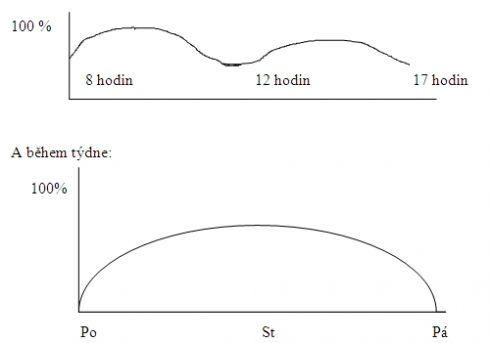 100 %
8 hodin 12 hodin 17 hodin
A během týdne:
100%
Po St Pá